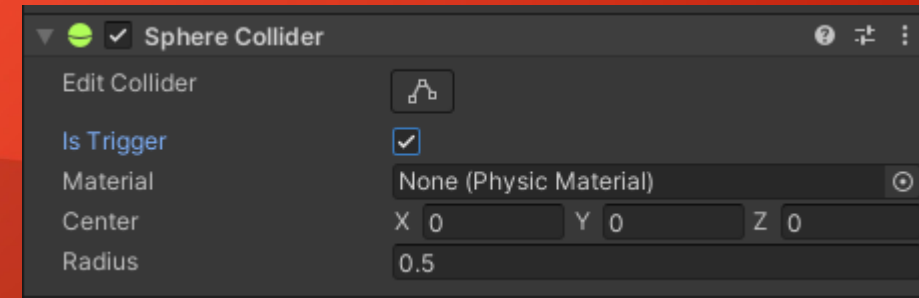 Sphere Collider
Edit Collider
Is Trigger
Material None (Physic Material)
Center X 0 Y 0 Z 0
Radius 0.5